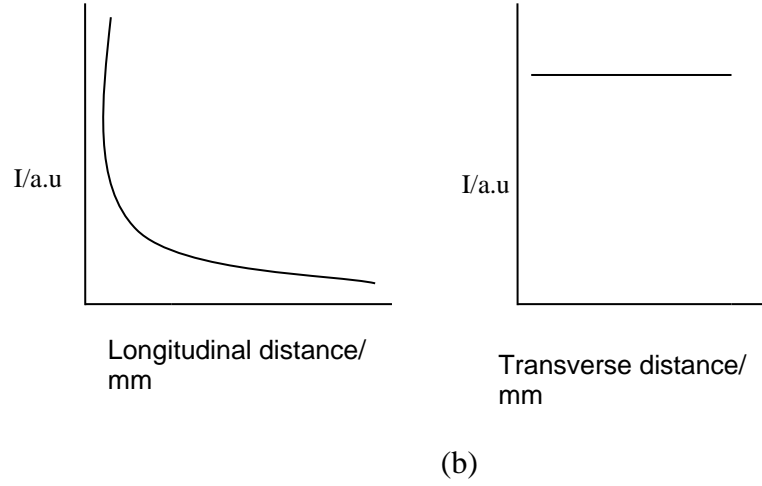 I/a.u
I/a.u
Longitudinal distance/
mm
Transverse distance/
mm
(b)